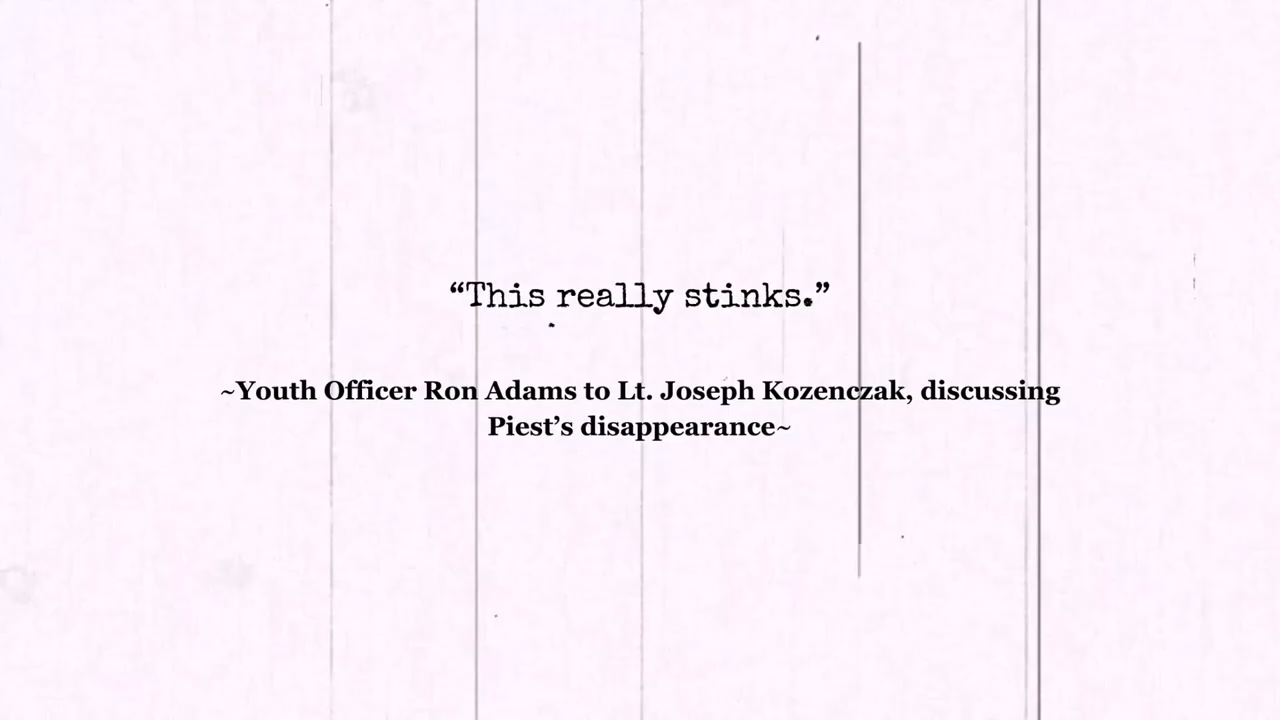 “This really stinks.”
~Youth Officer Ron Adams to Lt. Joseph Kozenczak, discussing
Piest’s disappearance~